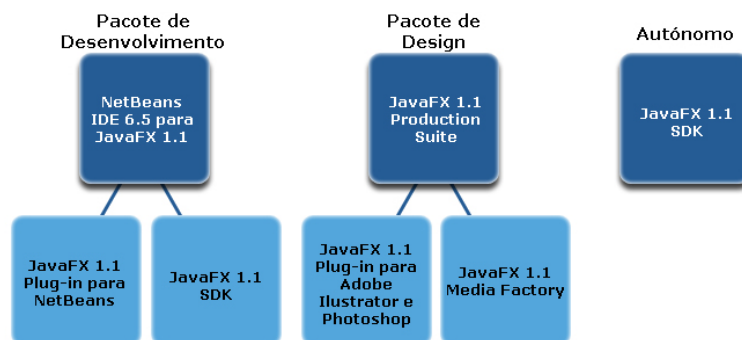 Pacote de
Desenvolvimento
NetBeans
IDE 6.5 para
JavaFX 1.1
JavaFX 1.1
Plug-in para
NetBeans
JavaFX 1.1
SDK
Pacote de
Design
JavaFX 1.1
Production
Suite
JavaFX 1.1
Plug-in para
Adobe
Ilustrator e
Photoshop
JavaFX 1.1
Media Factory
Autónomo
JavaFX 1.1
SDK